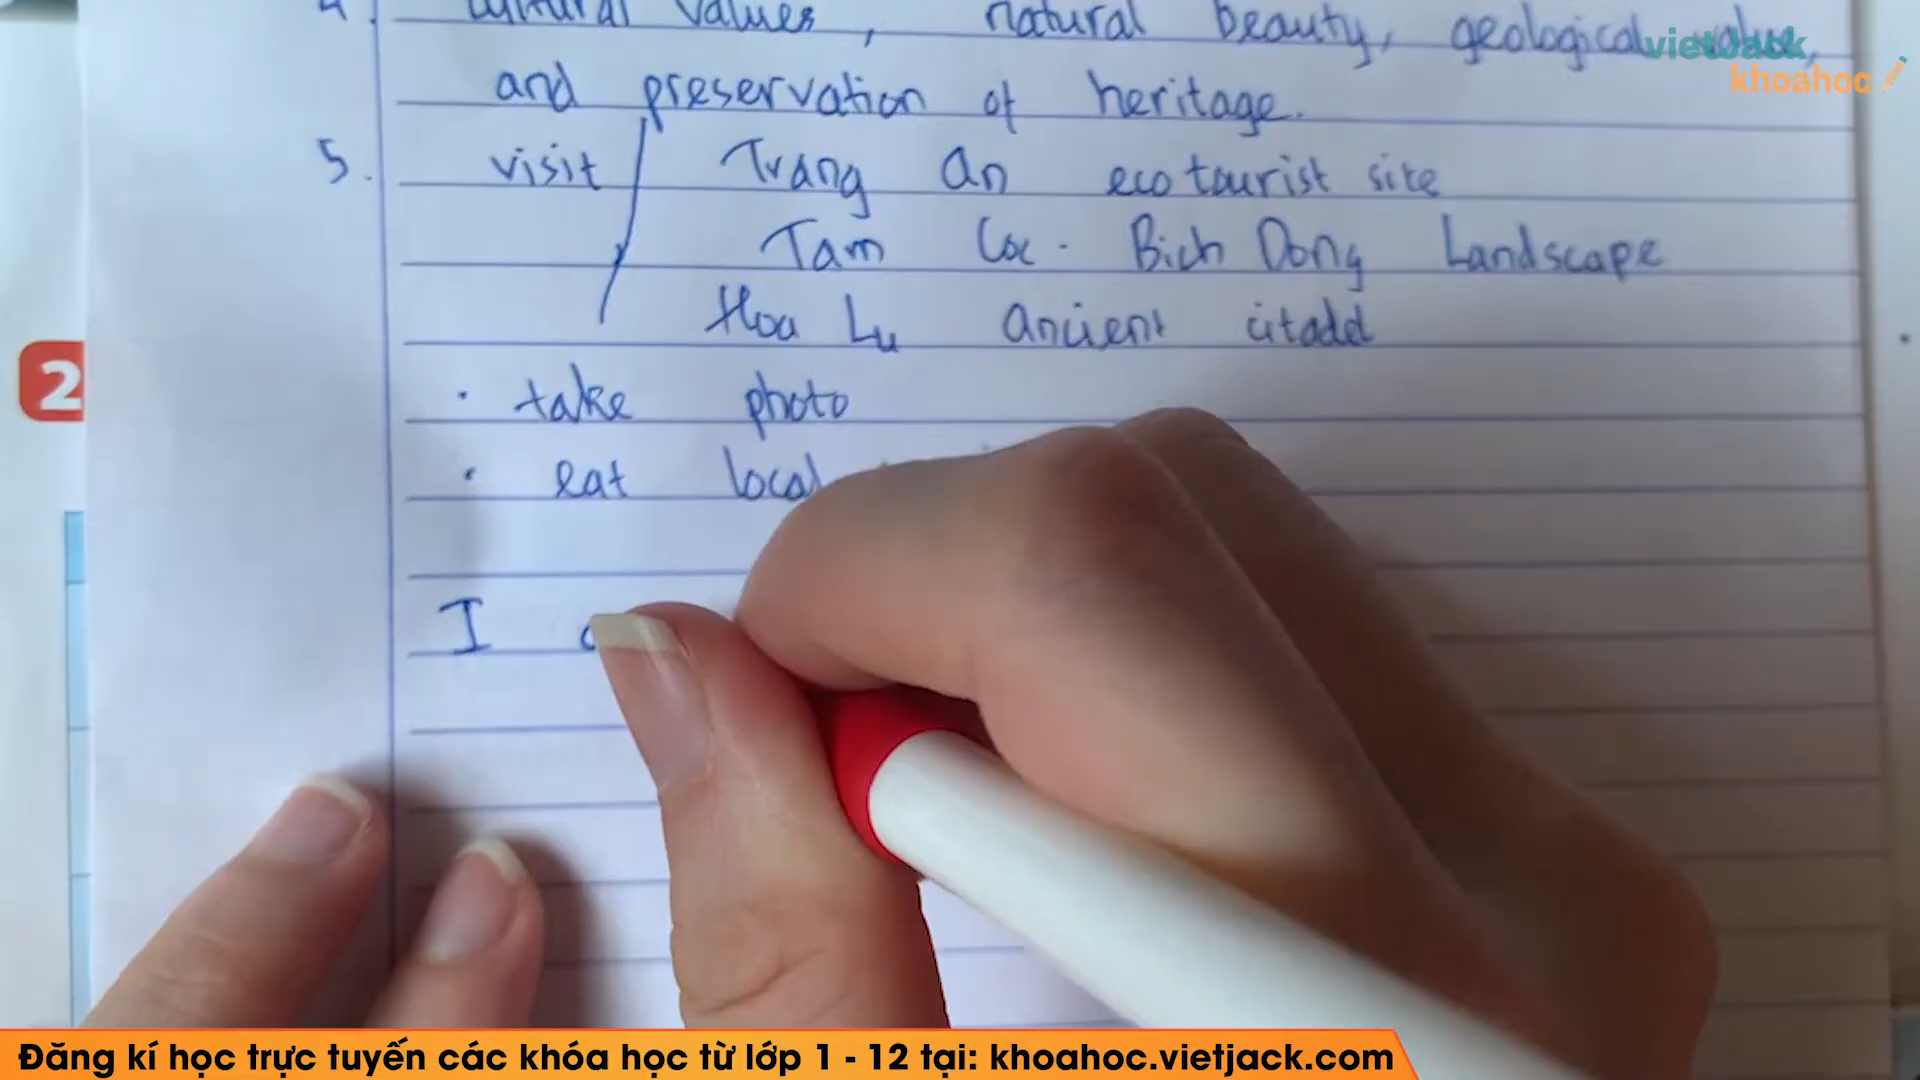 4. cultural values, natural beauty, geological value,
and preservation of heritage.
5. visit Trang An eco tourist site
Tam Coc - Bich Dong Landscape
Hoa Lu ancient citadel
• take photo
• eat local
I
2
vietJack
khoahoc
Đăng kí học trực tuyến các khóa học từ lớp 1 - 12 tại: khoahoc.vietjack.com